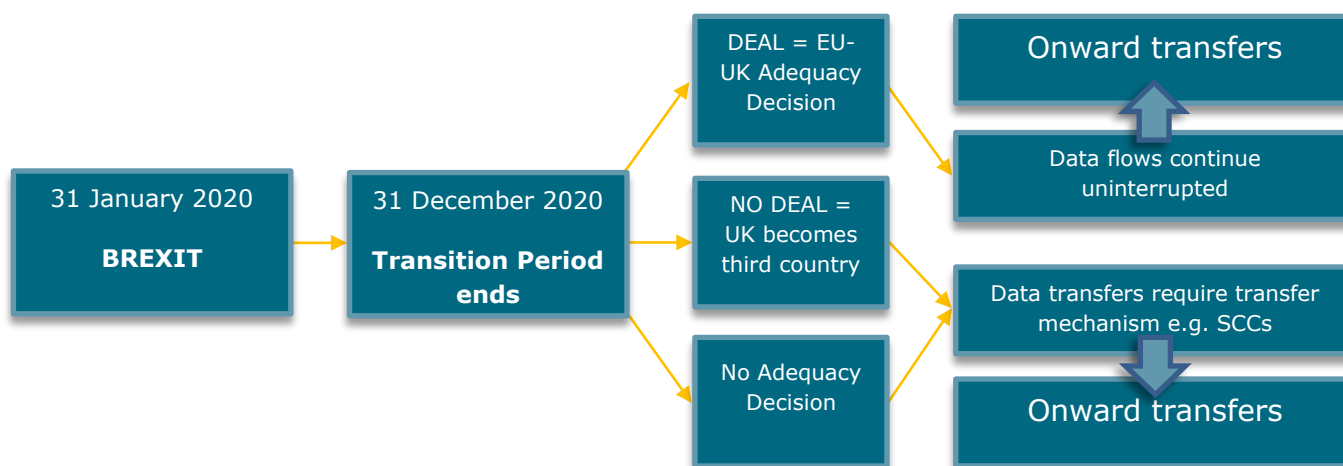 31 January 2020
BREXIT
31 December 2020
Transition Period
ends
DEAL = EU-
UK Adequacy
Decision
NO DEAL =
UK becomes
third country
No Adequacy
Decision
Onward transfers
Data flows continue
uninterrupted
Data transfers require transfer
mechanism e.g. SCCs
Onward transfers